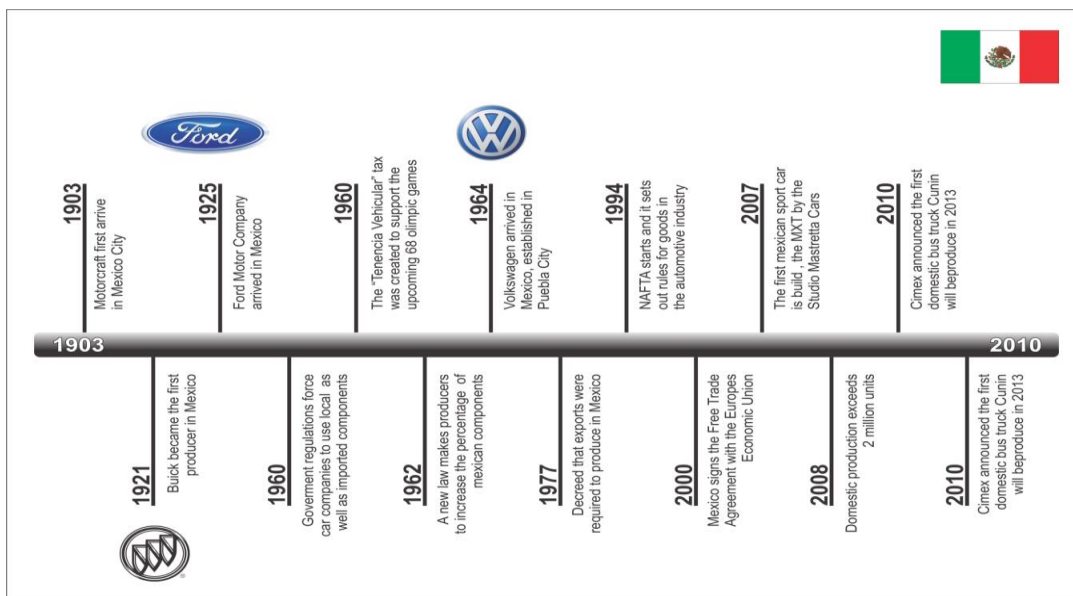 1903
Motorcraft first arrive
in Mexico City
Ford
1925
Ford Motor Company
arrived in Mexico
1960
The “Tenencia Vehicular” tax
was created to support the
upcoming 68 olimpic games
1964
Volkswagen arrived in
Mexico, established in
Puebla City
1994
NAFTA starts and it sets
out rules for goods in
the automotive industry
2007
The first mexican sport car
is build , the MXT by the
Studio Mastretta Cars
2010
Cimex announced the first
domestic bus truck Cunin
will beproduce in 2013
1903
2010
1921
Buick became the first
producer in Mexico
1960
Goverment regulations force
car companies to use local as
well as imported components
1962
A new law makes producers
to increase the percentage of
mexican components
1977
Decreed that exports were
required to produce in Mexico
2000
Mexico signs the Free Trade
Agreement with the Europes
Economic Union
2008
Domestic production exceeds
2 million units
2010
Cimex announced the first
domestic bus truck Cunin
will beproduce in 2013